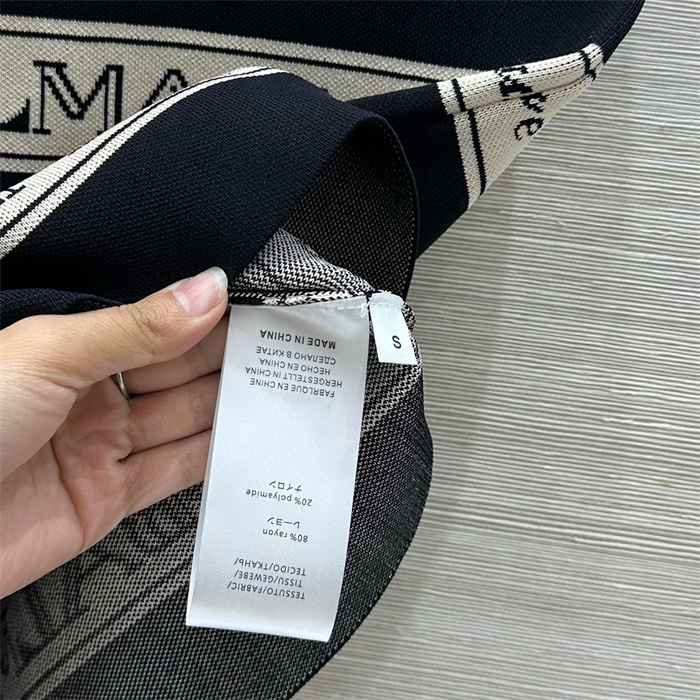 LMA
TESSUTO/FABRIC/
TISSU/GEWEBE/
TECIDO/TKAHЬ/
80% rayon
レーヨン
20% polyamide
ナイロン
FABRIQUE EN CHINE
HERGESTELLT IN CHINA
HECHO EN CHINA
СДЕЛАНО В КИТАЕ
MADE IN CHINA
S